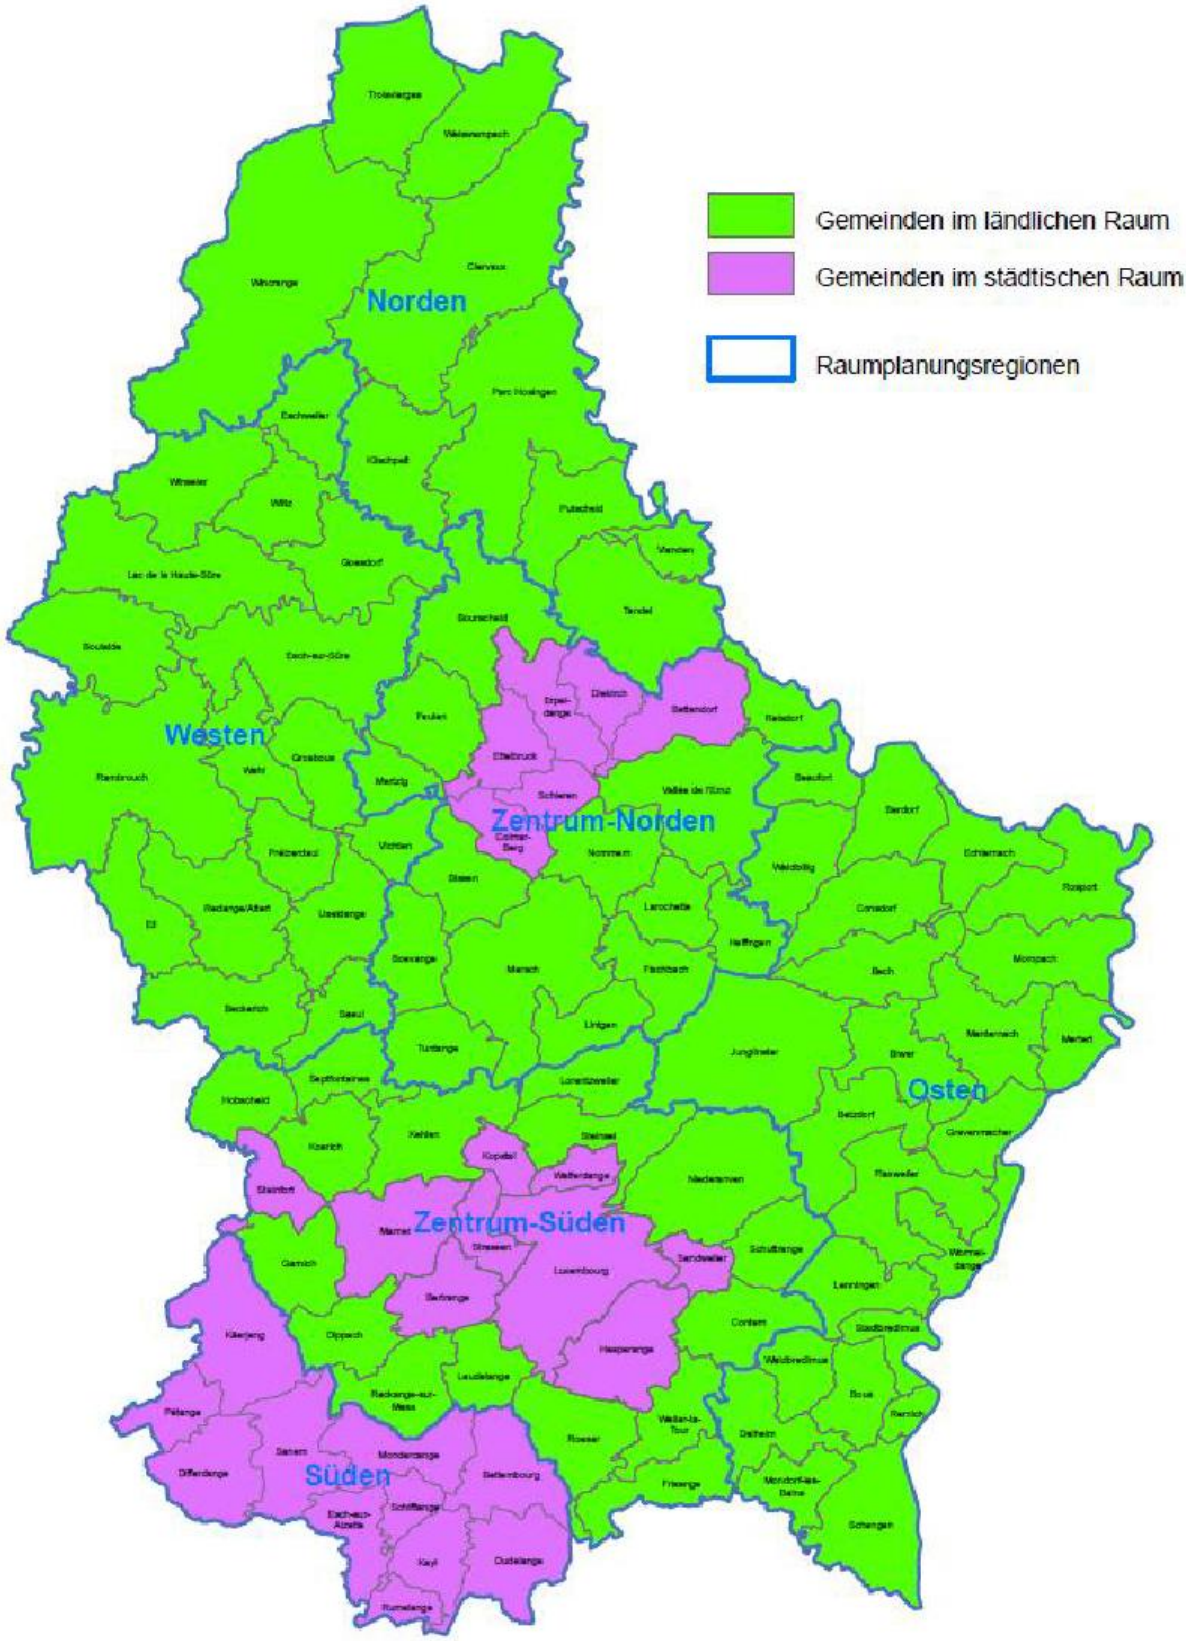 Troisvierges
Weiswampach
Gemeinden im ländlichen Raum
Clervaux
Gemeinden im städtischen Raum
Wincrange
Norden
Raumplanungsregionen
Parc Hosingen
Eschweiler
Kiischpelt
Winseler
Wiltz
Putscheid
Vianden
Goesdorf
Lac de la Haute-Sûre
Tandel
Bourscheid
Boulaide
Esch-sur-Sûre
Diekirch
Erpel-
dange
Bettendorf
Feulen
Reisdorf
Westen
Ettelbruck
Grosbous
Wahl
Rambrouch
Mertzig
Beaufort
Vallée de l'Ernz
Schieren
Berdorf
Zentrum-Norden
Colmar-
Berg
Vichten
Préizerdaul
Nommern
Echternach
Waldbillig
Bissen
Rosport
Larochette
Consdorf
Redange/Attert
Useldange
Ell
Heffingen
Boevange
Mersch
Fischbach
Bech
Mompach
Beckerich
Saeul
Lintgen
Manternach
Mertert
Tuntange
Junglinster
Biwer
Septfontaines
Lorentzweiler
Osten
Hobscheid
Betzdorf
Grevenmacher
Kehlen
Steinsel
Koerich
Kopstal
Walferdange
Flaxweiler
Niederanven
Steinfort
Zentrum-Süden
Mamer
Strassen
Schuttrange
Wormel-
dange
Sandweiler
Garnich
Luxembourg
Lenningen
Bertrange
Contern
Stadtbredimus
Käerjeng
Dippach
Hesperange
Waldbredimus
Leudelange
Reckange-sur-
Mess
Bous
Remich
Pétange
Weiler-la-
Tour
Dalheim
Roeser
Sanem
Mondercange
Differdange
Süden
Bettembourg
Frisange
Mondorf-les-
Bains
Schifflange
Esch-sur-
Alzette
Schengen
Kayl
Dudelange
Rumelange